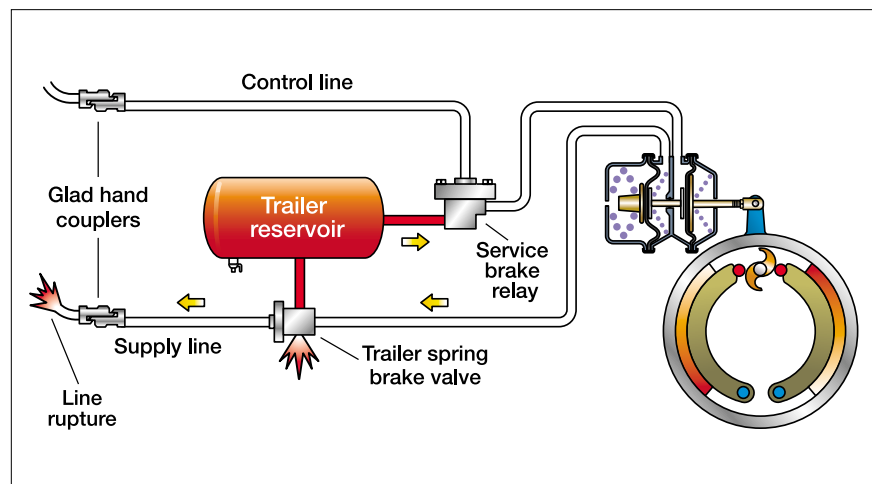 Control line
Glad hand
couplers
Trailer
reservoir
Service
brake
relay
Supply line
Trailer spring
brake valve
Line
rupture